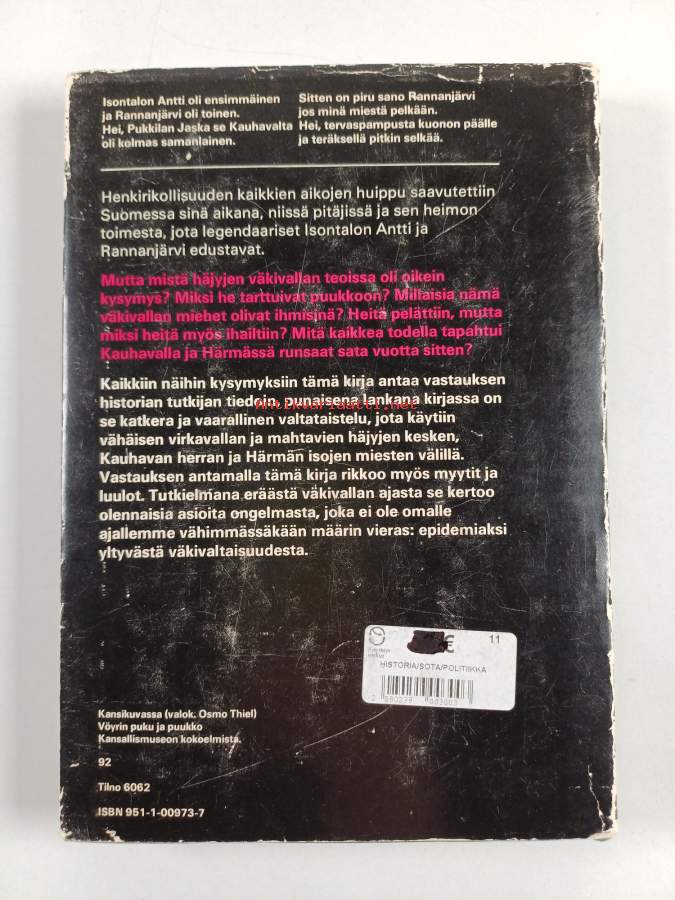 Isontalon Antti oli ensimmäinen
ja Rannanjärvi oli toinen.
Hei, Pukkilan Jaska se Kauhavalta
oli kolmas samanlainen.
Sitten on piru sano Rannanjärvi
jos minä miestä pelkään.
Hei, tervaspampusta kuonon päälle
ja teräksellä pitkin selkää.
Henkirikollisuuden kaikkien aikojen huippu saavutettiin
Suomessa sinä aikana, niissä pitäjissä ja sen heimon
toimesta, jota legendaariset Isontalon Antti ja
Rannanjärvi edustavat.
Mutta mistä häjyjen väkivallan teoissa oli oikein
kysymys? Miksi he tarttuivat puukkoon? Millaisia nämä
väkivallan miehet olivat ihmisinä? Heitä pelättiin, mutta
miksi heitä myös ihailtiin? Mitä kaikkea todella tapahtui
Kauhavalla ja Härmässä runsaat sata vuotta sitten?
Kaikkiin näihin kysymyksiin tämä kirja antaa vastauksen
historian tutkijan tiedoin, punaisena lankana kirjassa on
se katkera ja vaarallinen valtataistelu, jota käytiin
vähäisen virkavallan ja mahtavien häjyjen kesken,
Kauhavan herran ja Härmän isojen miesten välillä.
Vastauksen antamalla tämä kirja rikkoo myös myytit ja
luulot. Tutkielmana eräästä väkivallan ajasta se kertoo
olennaisia asioita ongelmasta, joka ei ole omalle
ajallemme vähimmässäkään määrin vieras: epidemiaksi
yltyvästä väkivaltaisuudesta.
Antikvariaatti.net
€
11
HISTORIA/SOTA/POLITIIKKA
Kansikuvassa (valok. Osmo Thiel)
Vöyrin puku ja puukko
Kansallismuseon kokoelmista.
92
Tilno 6062
ISBN 951-1-00973-7